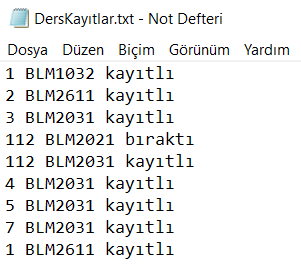 DersKayıtlar.txt - Not Defteri
Dosya Düzen Biçim Görünüm Yardım
1 BLM1032 kayıtlı
2 BLM2611 kayıtlı
3 BLM2031 kayıtlı
112 BLM2021 bıraktı
112 BLM2031 kayıtlı
4 BLM2031 kayıtlı
5 BLM2031 kayıtlı
7 BLM2031 kayıtlı
1 BLM2611 kayıtlı